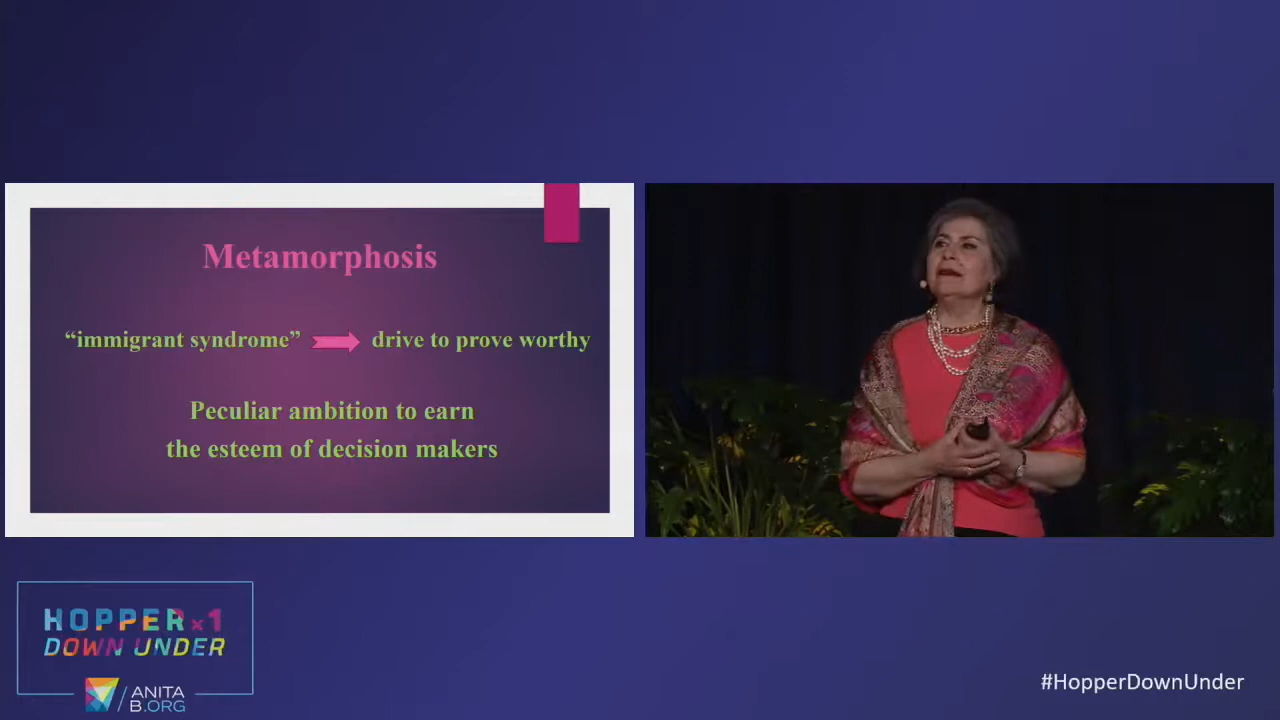 Metamorphosis
“immigrant syndrome” drive to prove worthy
Peculiar ambition to earn
the esteem of decision makers
HOPPER x1
DOWN UNDER
ANITA
B.ORG
#HopperDownUnder